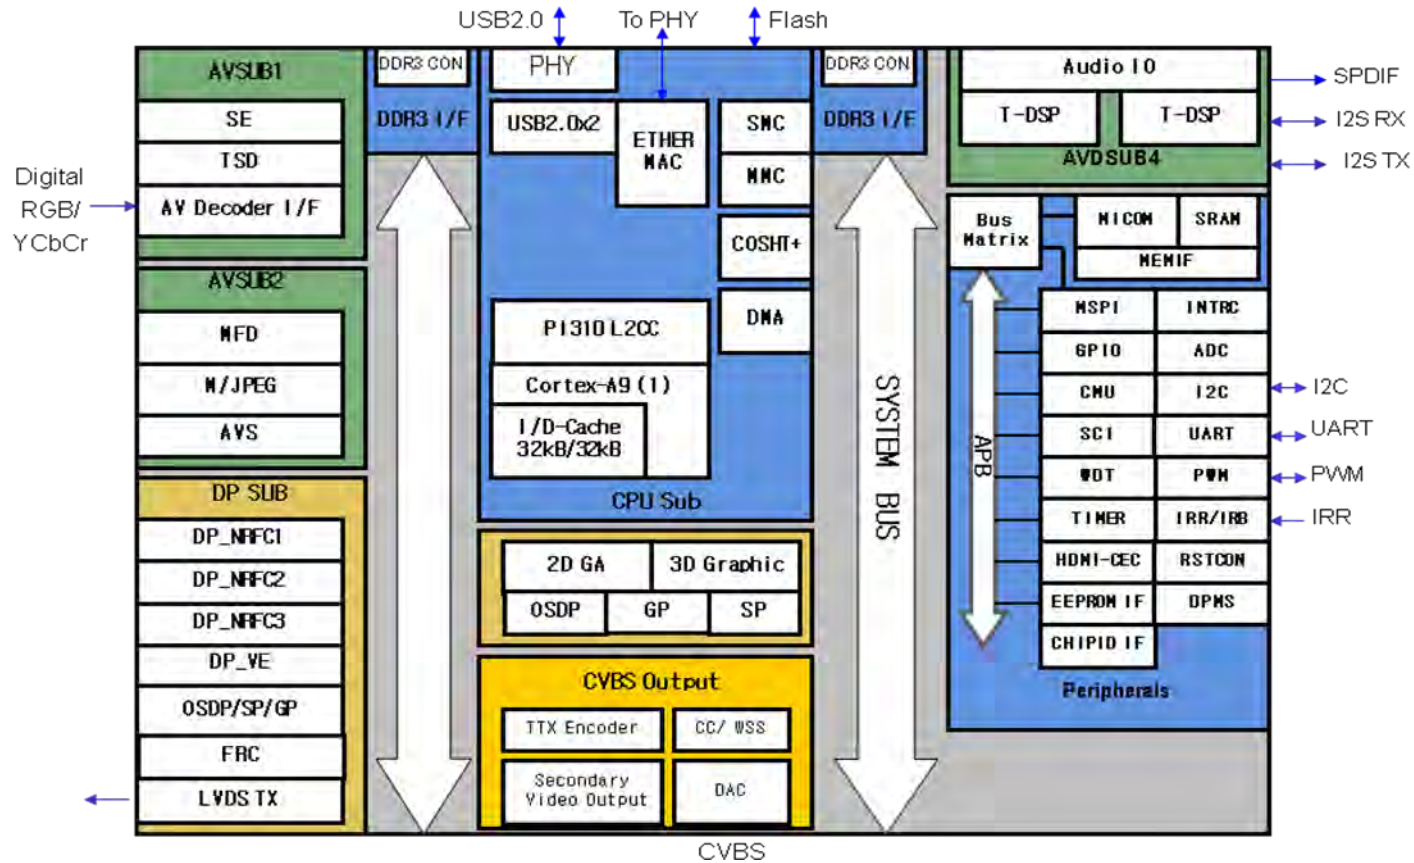 USB2.0
To PHY
Flash
AVSUB1
SE
TSD
AV Decoder I/F
Digital
RGB/
YCbCr
AVSUB2
MFD
M/JPEG
AVS
DP SUB
DP_NRFC1
DP_NRFC2
DP_NRFC3
DP_VE
OSDP/SP/GP
FRC
LVDS TX
DDR3 CON
DDR3 I/F
PHY
USB2.0x2
ETHER
MAC
SMC
MMC
COSHT+
DMA
Pl310 L2CC
Cortex-A9 (1)
I/D-Cache
32kB/32kB
CPU Sub
2D GA
3D Graphic
OSDP
GP
SP
CVBS Output
TTX Encoder
CC/ WSS
Secondary
Video Output
DAC
CVBS
DDR3 CON
DDR3 I/F
SYSTEM BUS
Audio IO
T-DSP
T-DSP
AVDSUB4
SPDIF
I2S RX
I2S TX
Bus
Matrix
MICOM
SRAM
MEMIF
APB
MSPI
INTRC
GPIO
ADC
CMU
I2C
SCI
UART
WDT
PWM
TIMER
IRR/IRB
HDMI-CEC
RSTCON
EEPROM IF
DPMS
CHIPID IF
Peripherals
I2C
UART
PWM
IRR